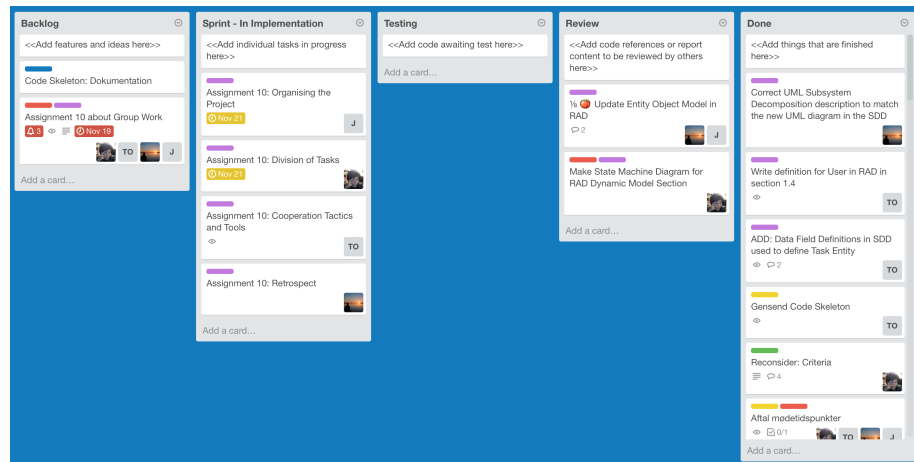 Backlog
<<Add features and ideas here>>
Code Skeleton: Dokumentation
Assignment 10 about Group Work
3
Nov 19
TO
J
Add a card…
Sprint - In Implementation
<<Add individual tasks in progress
here>>
Assignment 10: Organising the
Project
Nov 21
J
Assignment 10: Division of Tasks
Nov 21
Assignment 10: Cooperation Tactics
and Tools
TO
Assignment 10: Retrospect
Add a card…
Testing
<<Add code awaiting test here>>
Add a card…
Review
<<Add code references or report
content to be reviewed by others
here>>
⅛ 🍎 Update Entity Object Model in
RAD
2
J
Make State Machine Diagram for
RAD Dynamic Model Section
Add a card…
Done
<<Add things that are finished
here>>
Correct UML Subsystem
Decomposition description to match
the new UML diagram in the SDD
Write definition for User in RAD in
section 1.4
TO
ADD: Data Field Definitions in SDD
used to define Task Entity
2
TO
Gensend Code Skeleton
TO
Reconsider: Criteria
4
Aftal mødetidspunkter
0/1
TO
J
Add a card…